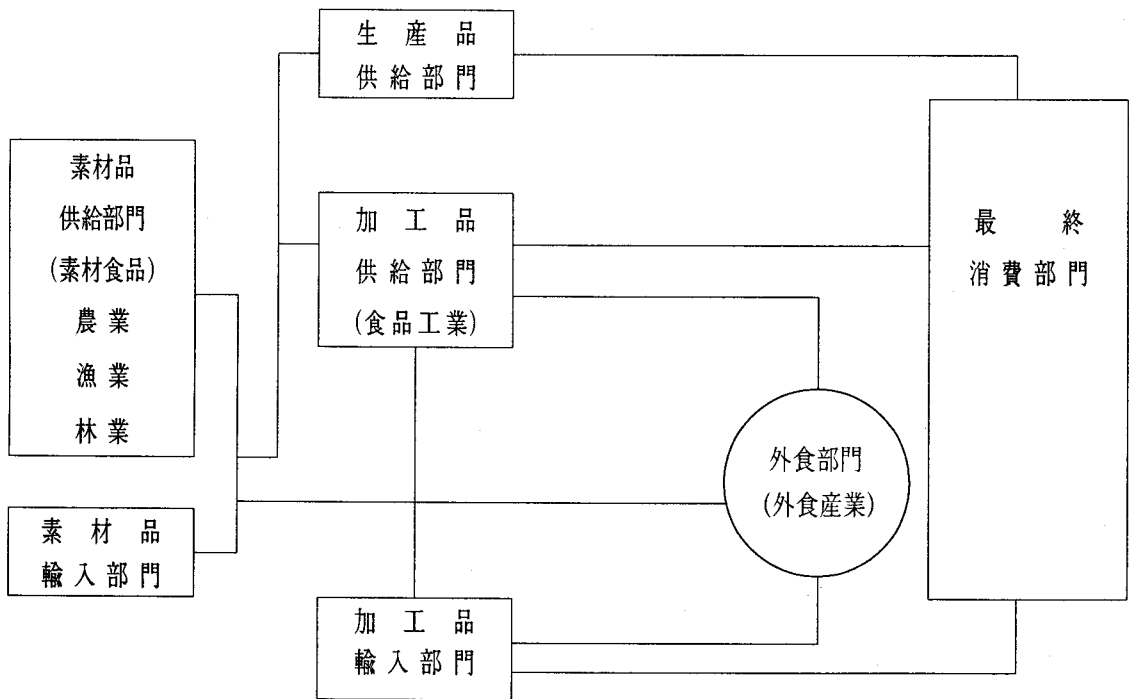 生産品
供給部門
素材品
供給部門
(素材食品)
農業
漁業
林業
加工品
供給部門
(食品工業)
最終
消費部門
外食部門
(外食産業)
素材品
輸入部門
加工品
輸入部門